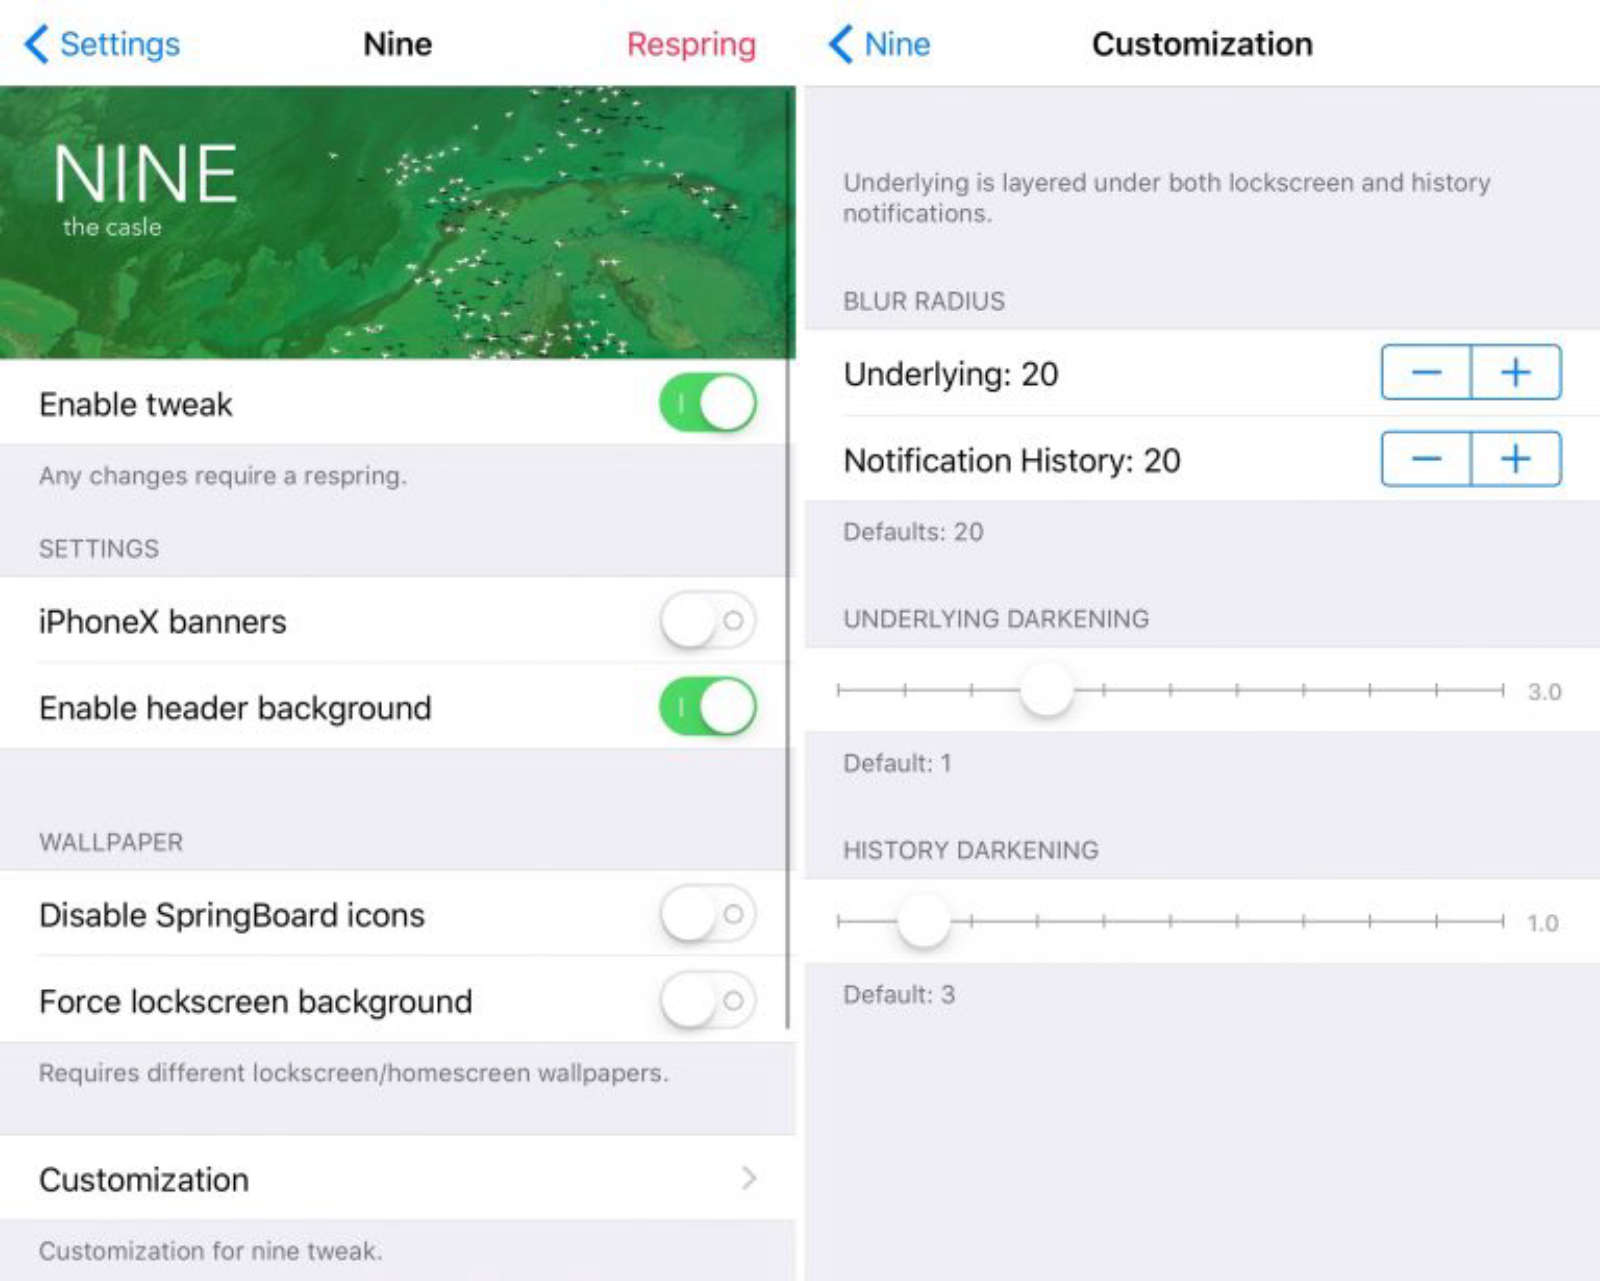 Settings
Nine
Respring
NINE
the casle
Enable tweak
Any changes require a respring.
SETTINGS
iPhoneX banners
Enable header background
WALLPAPER
Disable SpringBoard icons
Force lockscreen background
Requires different lockscreen/homescreen wallpapers.
Customization
Customization for nine tweak.
Nine
Customization
Underlying is layered under both lockscreen and history
notifications.
BLUR RADIUS
Underlying: 20
Notification History: 20
Defaults: 20
UNDERLYING DARKENING
3.0
Default: 1
HISTORY DARKENING
1.0
Default: 3